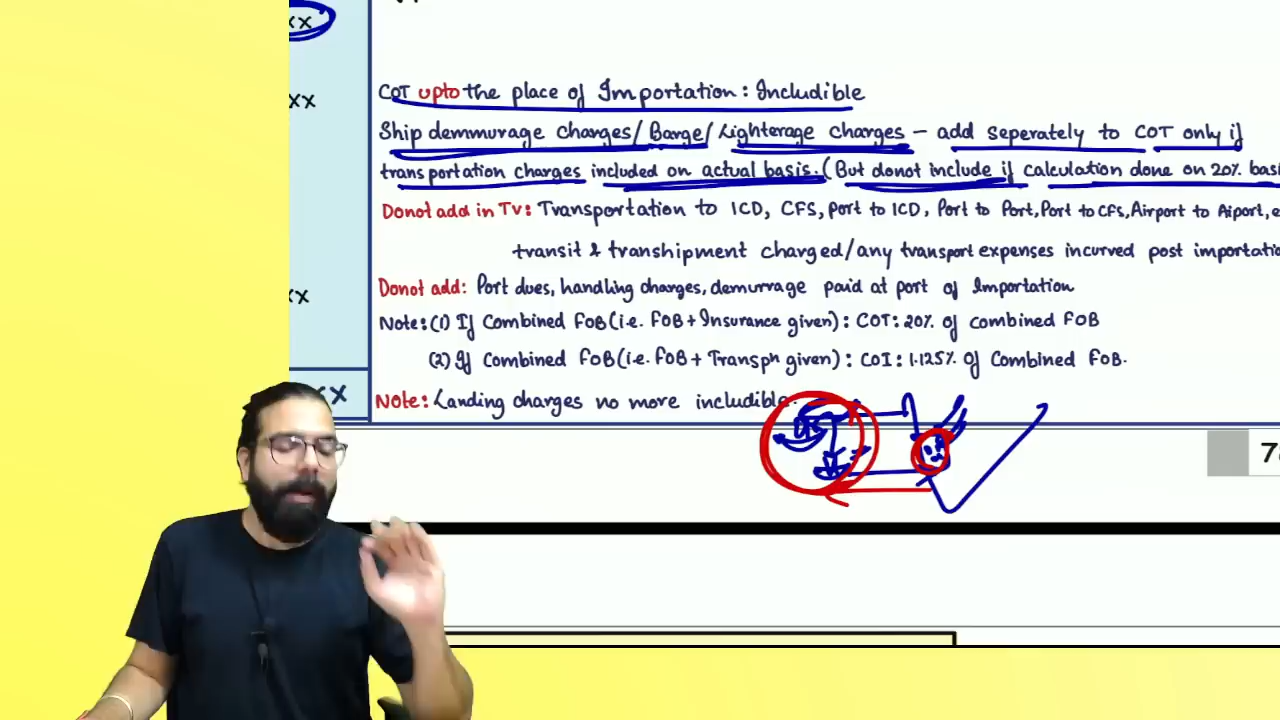 xx
COT upto the place of Importation: Includible
xx
Ship demmurage charges/ Barge/ Lighterage charges - add seperately to COT only if
transportation charges included on actual basis. (But donot include if calculation done on 20% basi
Donot add in TV: Transportation to ICD, CFS, port to ICD, Port to Port, Port to CFS, Airport to Aiport, e
transit & transhipment charged/any transport expenses incurred post importatio
xx
Donot add: Port dues, handling charges, demurrage paid at port of Importation
Note: (1) If Combined FOB (i.e. FOB + Insurance given): COT: 20% of combined FOB
(2) If Combined FOB (i.e. FOB + Transpn given): COI: 1.125% of Combined FOB.
xx
Note: Landing charges no more includible.
7